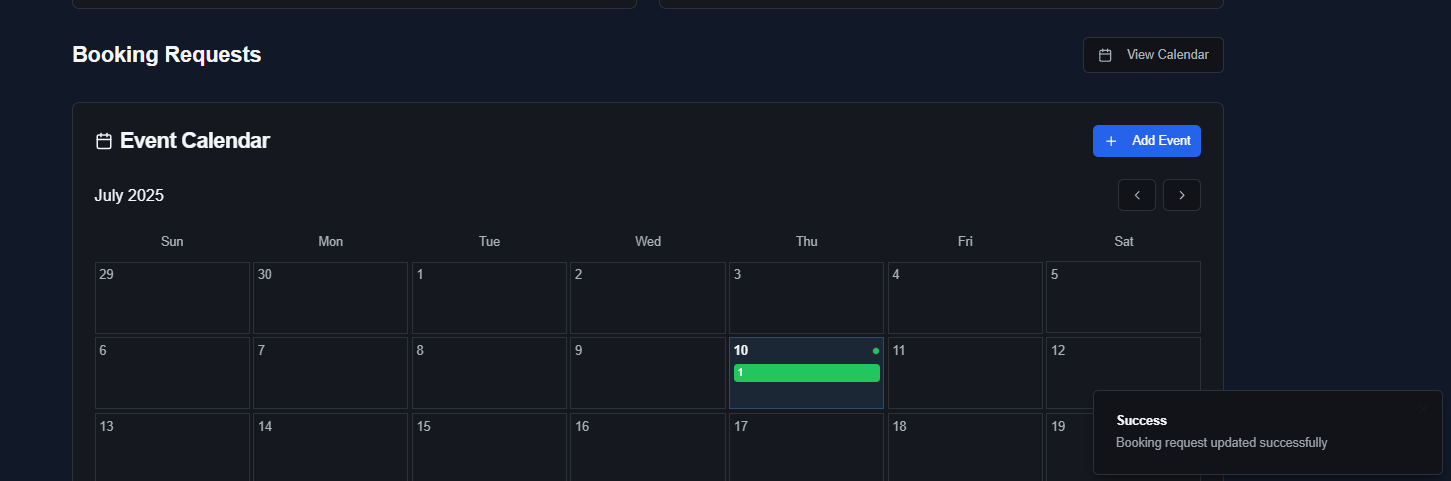 Booking Requests
View Calendar
Event Calendar
Add Event
July 2025
Sun Mon Tue Wed Thu Fri Sat
29 30 1 2 3 4 5
6 7 8 9 10 11 12
1
13 14 15 16 17 18 19
Success
Booking request updated successfully